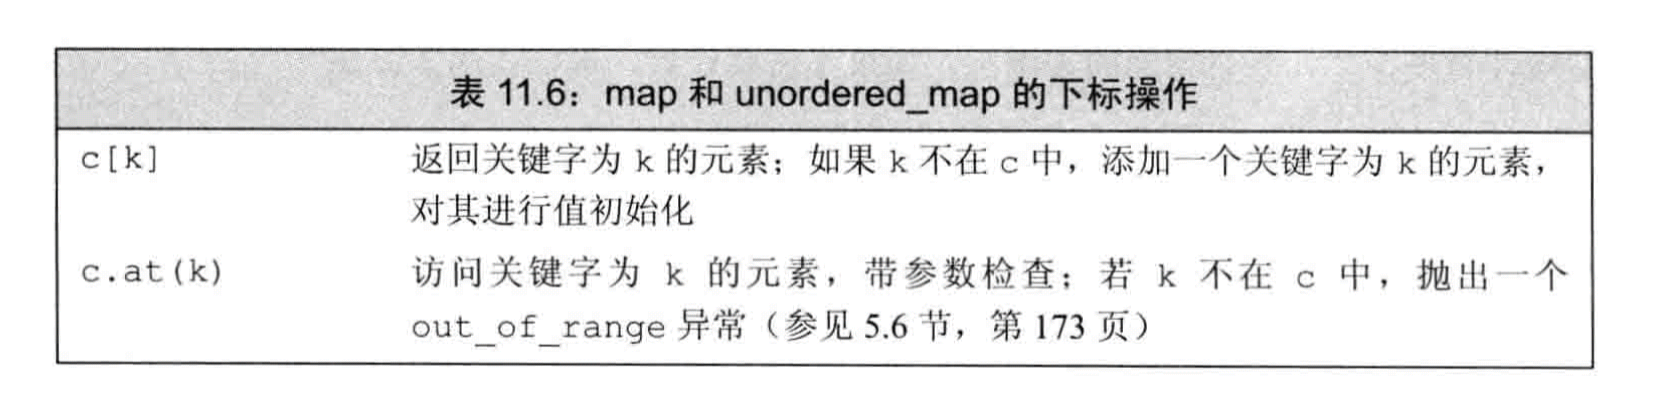 表 11.6：map 和 unordered_map 的下标操作
c[k] 返回关键字为 k 的元素；如果 k 不在 c 中，添加一个关键字为 k 的元素，
对其进行值初始化
c.at(k) 访问关键字为 k 的元素，带参数检查；若 k 不在 c 中，抛出一个
out_of_range 异常（参见 5.6 节，第 173 页）